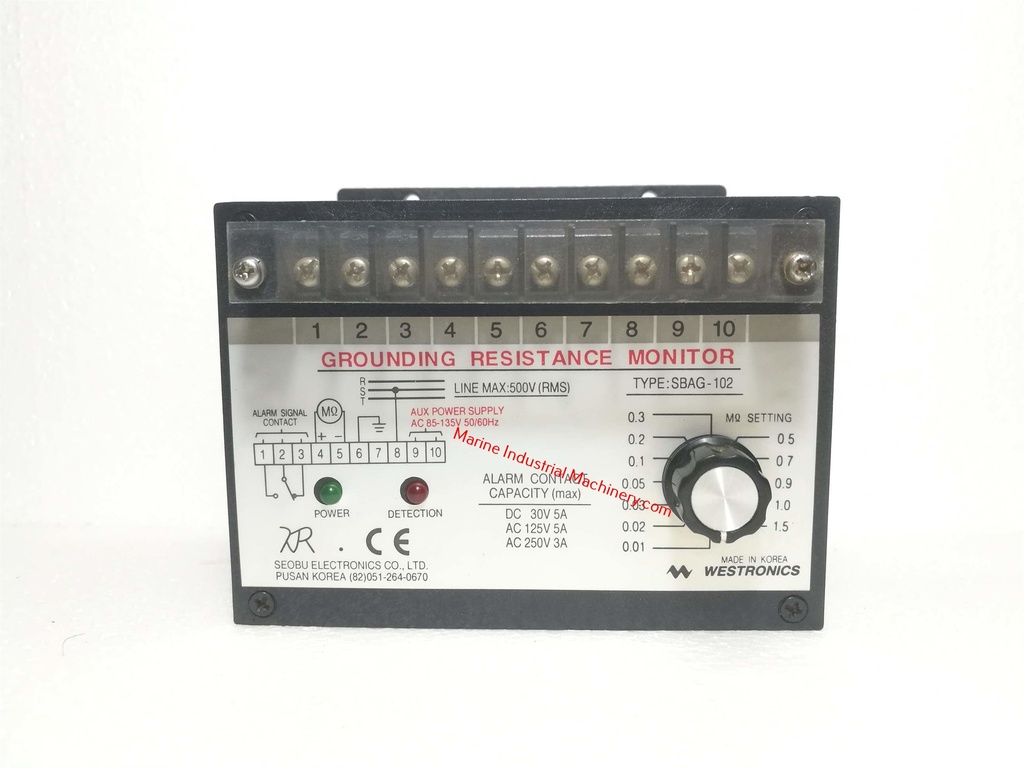 1 2 3 4 5 6 7 8 9 10
GROUNDING RESISTANCE MONITOR
R
S
T
LINE MAX:500V (RMS)
TYPE:SBAG-102
ALARM SIGNAL
CONTACT
MΩ
+ −
AUX POWER SUPPLY
AC 85-135V 50/60Hz
1 2 3 4 5 6 7 8 9 10
POWER
DETECTION
Marine Industrial Machinery.com
ALARM CONTACT
CAPACITY (max)
DC 30V 5A
AC 125V 5A
AC 250V 3A
MΩ SETTING
0.3
0.2
0.1
0.05
0.03
0.02
0.01
0.5
0.7
0.9
1.0
1.5
CE
SEOBU ELECTRONICS CO., LTD.
PUSAN KOREA (82)051-264-0670
MADE IN KOREA
WESTRONICS